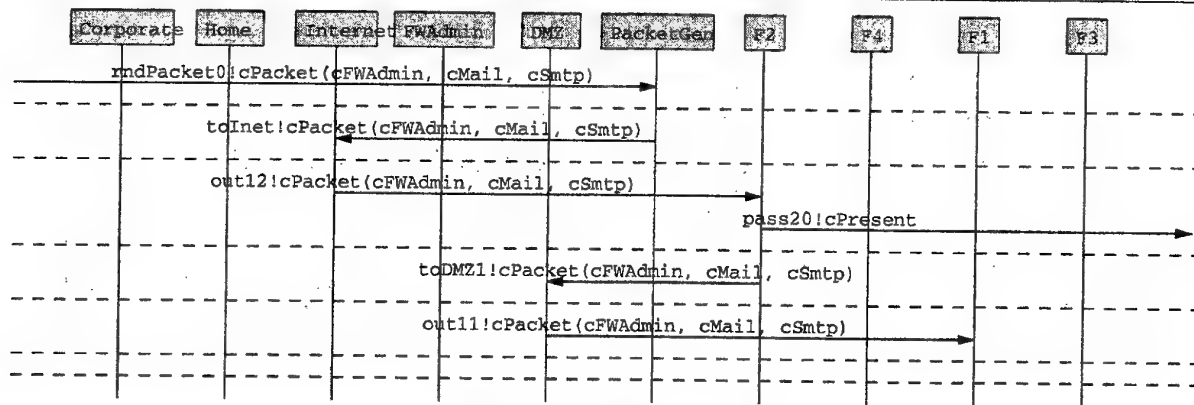 Corporate Home Internet FWAdmin DMZ PacketGen F2 F4 F1 F3
rndPacket0!cPacket(cFWAdmin, cMail, cSmtp)
toInet!cPacket(cFWAdmin, cMail, cSmtp)
out12!cPacket(cFWAdmin, cMail, cSmtp)
pass20!cPresent
toDMZ1!cPacket(cFWAdmin, cMail, cSmtp)
out11!cPacket(cFWAdmin, cMail, cSmtp)